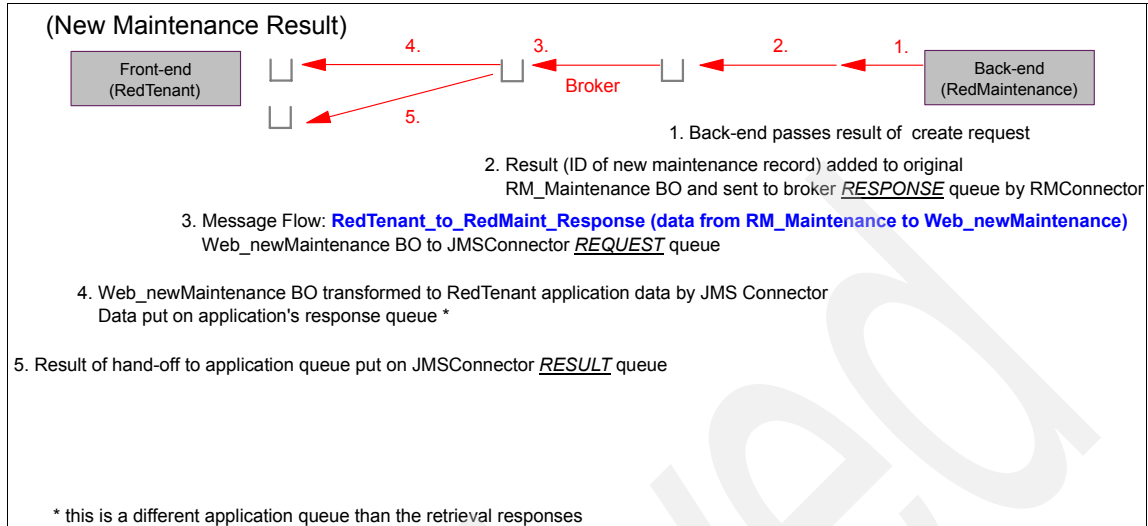 (New Maintenance Result)
4.
3.
2.
1.
Front-end
(RedTenant)
Broker
Back-end
(RedMaintenance)
5.
1. Back-end passes result of create request
2. Result (ID of new maintenance record) added to original
RM_Maintenance BO and sent to broker RESPONSE queue by RMConnector
3. Message Flow: RedTenant_to_RedMaint_Response (data from RM_Maintenance to Web_newMaintenance)
Web_newMaintenance BO to JMSConnector REQUEST queue
4. Web_newMaintenance BO transformed to RedTenant application data by JMS Connector
Data put on application's response queue *
5. Result of hand-off to application queue put on JMSConnector RESULT queue
* this is a different application queue than the retrieval responses